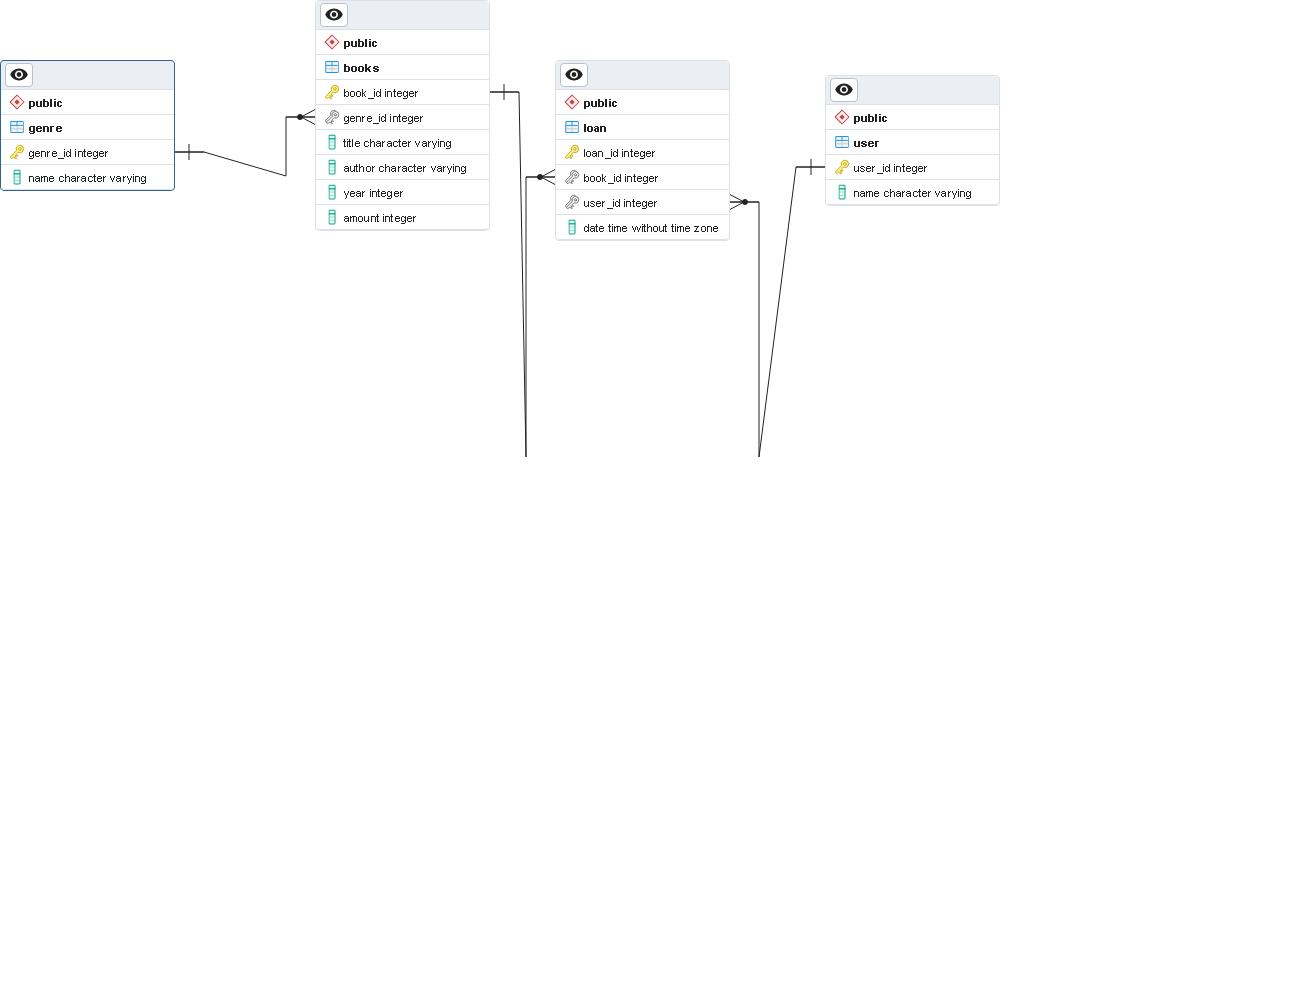 public
genre
genre_id integer
name character varying
public
books
book_id integer
genre_id integer
title character varying
author character varying
year integer
amount integer
public
loan
loan_id integer
book_id integer
user_id integer
date time without time zone
public
user
user_id integer
name character varying